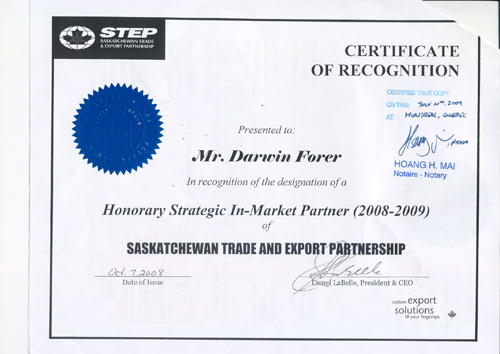 STEP
SASKATCHEWAN TRADE
& EXPORT PARTNERSHIP
CERTIFICATE
OF RECOGNITION
CERTIFIED TRUE COPY
ON THIS JULY 10TH, 2009
AT MONTREAL, QUEBEC
HOANG H. MAI
Notaire - Notary
Presented to:
Mr. Darwin Forer
In recognition of the designation of a
Honorary Strategic In-Market Partner (2008-2009)
of
SASKATCHEWAN TRADE AND EXPORT PARTNERSHIP
Oct. 7, 2008
Date of Issue
Lionel LaBelle, President & CEO
custom export
solutions
@ your fingertips